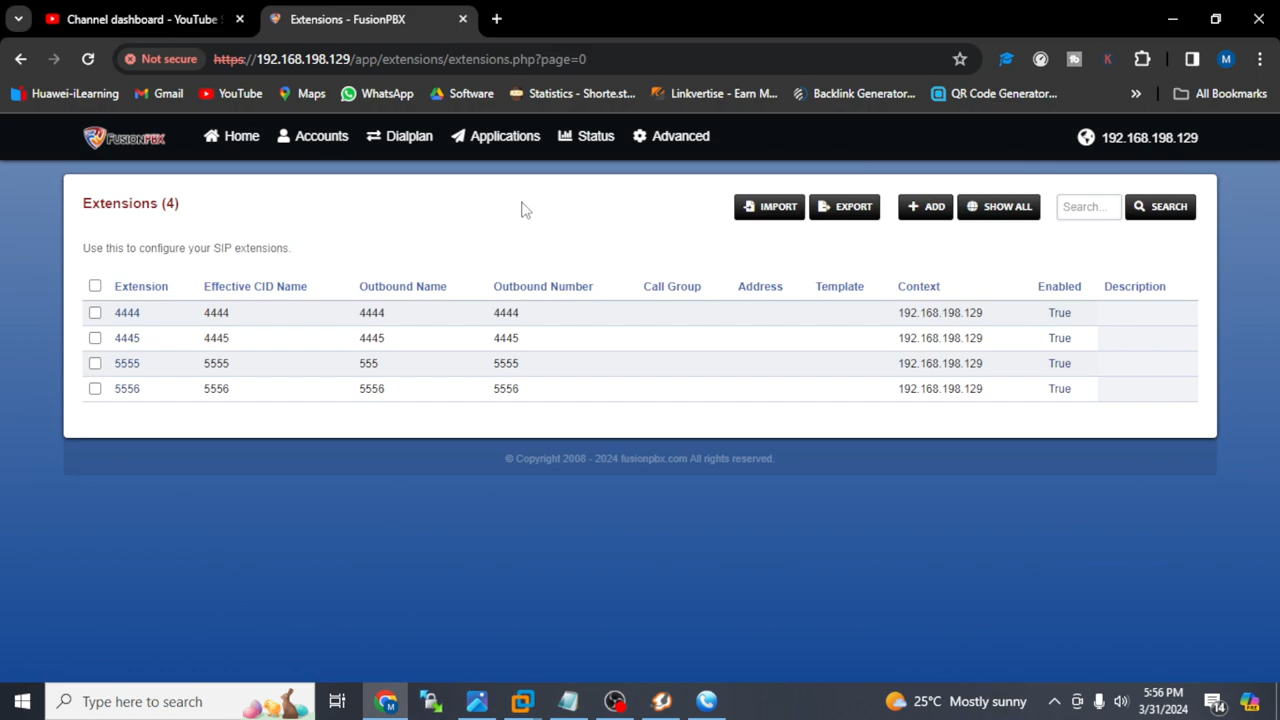 Channel dashboard - YouTube
Extensions - FusionPBX
Not secure https://192.168.198.129/app/extensions/extensions.php?page=0
Huawei-iLearning Gmail YouTube Maps WhatsApp Software Statistics - Shorte.st... Linkvertise - Earn M... Backlink Generator... QR Code Generator... All Bookmarks
FUSIONPBX Home Accounts Dialplan Applications Status Advanced 192.168.198.129
Extensions (4) IMPORT EXPORT ADD SHOW ALL Search... SEARCH
Use this to configure your SIP extensions.
Extension Effective CID Name Outbound Name Outbound Number Call Group Address Template Context Enabled Description
4444 4444 4444 4444 192.168.198.129 True
4445 4445 4445 4445 192.168.198.129 True
5555 5555 555 5555 192.168.198.129 True
5556 5556 5556 5556 192.168.198.129 True
© Copyright 2008 - 2024 fusionpbx.com All rights reserved.
Type here to search 25°C Mostly sunny 5:56 PM
3/31/2024 14